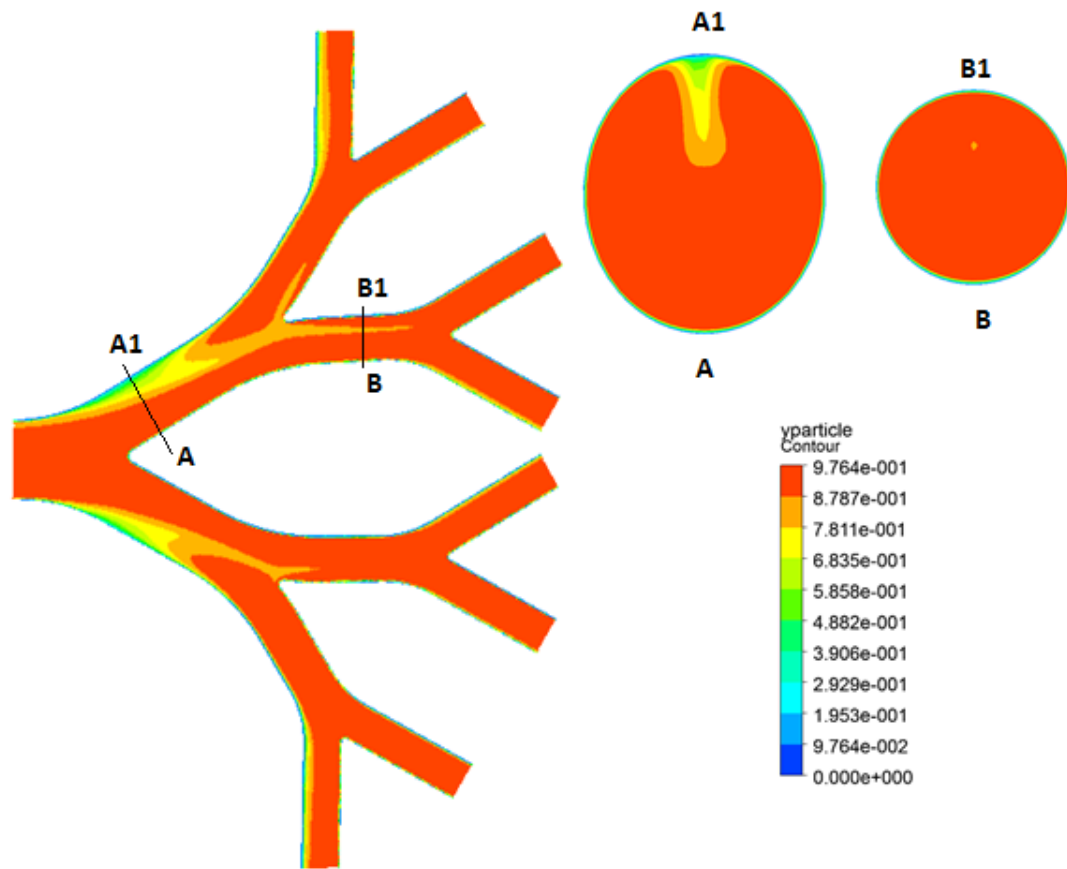 A1
B1
A
B
A1
A
B1
B
yparticle
Contour
9.764e-001
8.787e-001
7.811e-001
6.835e-001
5.858e-001
4.882e-001
3.906e-001
2.929e-001
1.953e-001
9.764e-002
0.000e+000